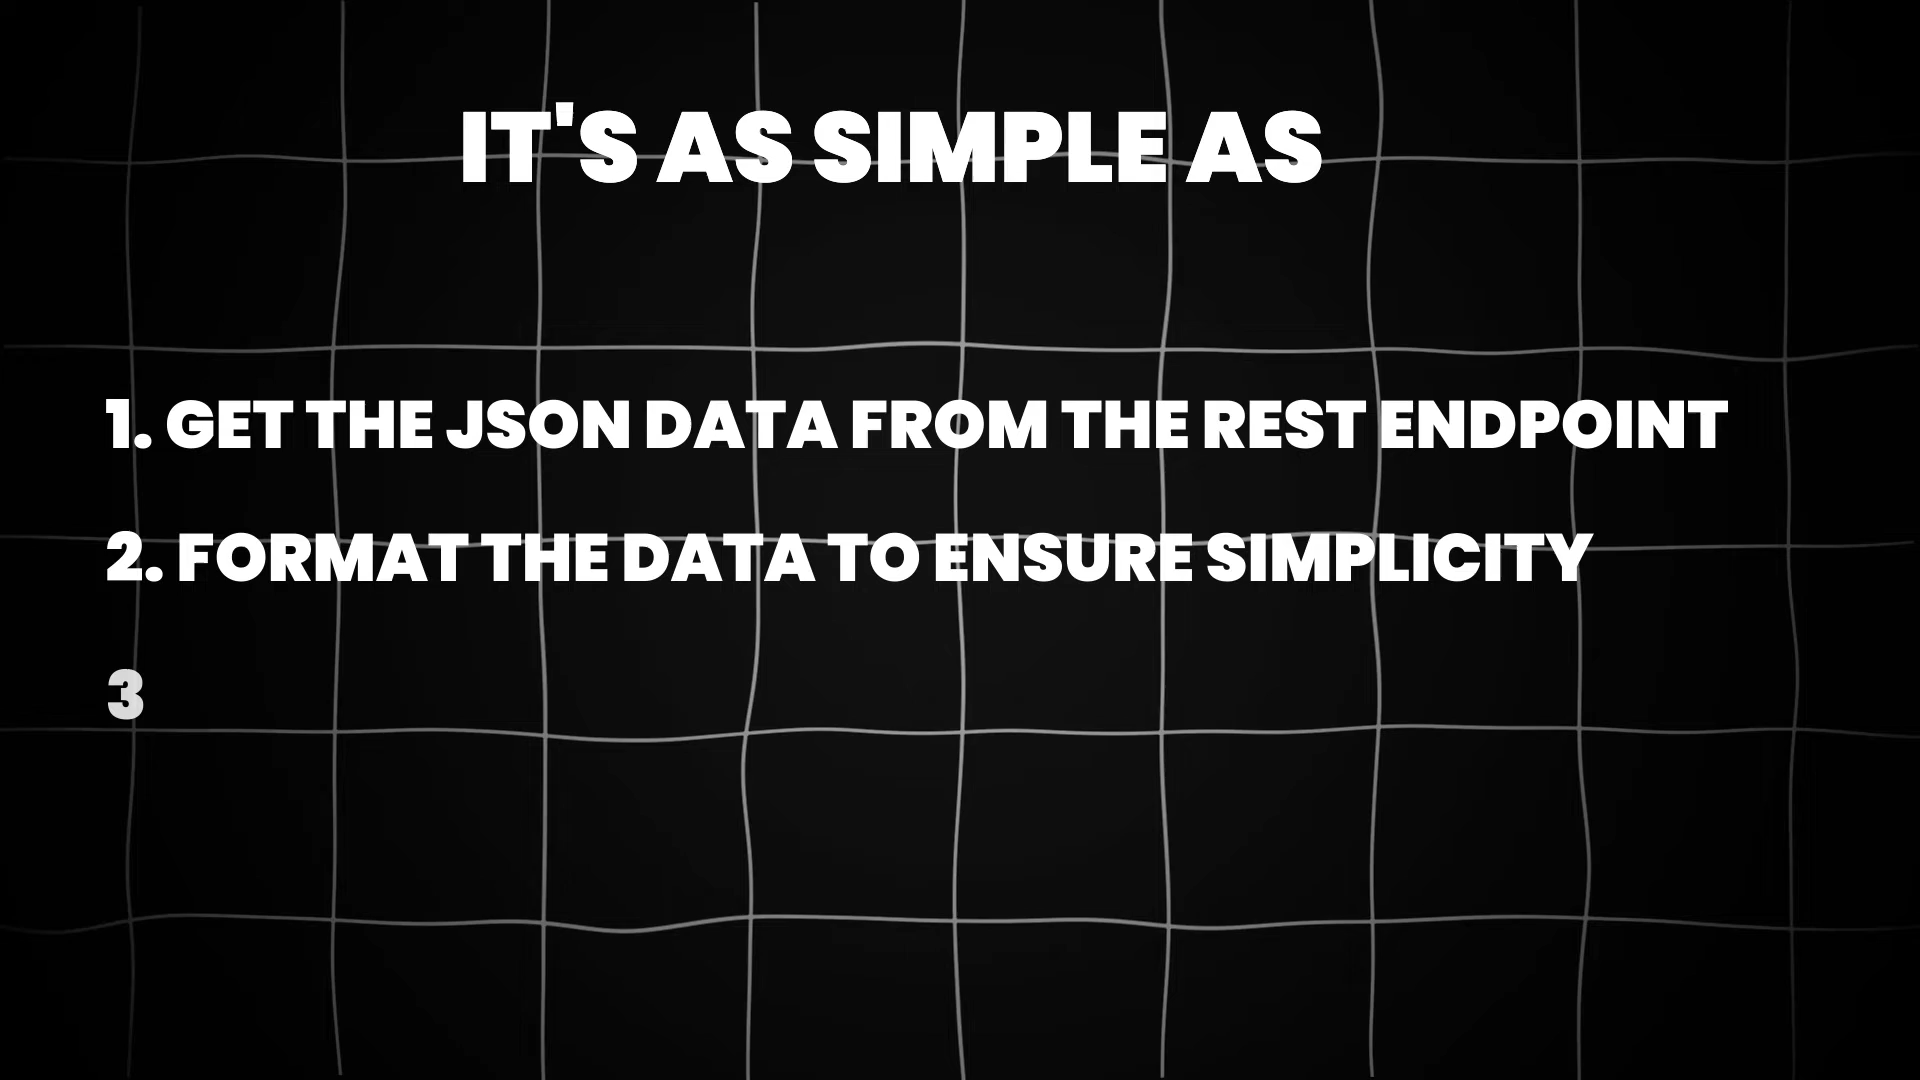 IT'S AS SIMPLE AS
1. GET THE JSON DATA FROM THE REST ENDPOINT
2. FORMAT THE DATA TO ENSURE SIMPLICITY
3